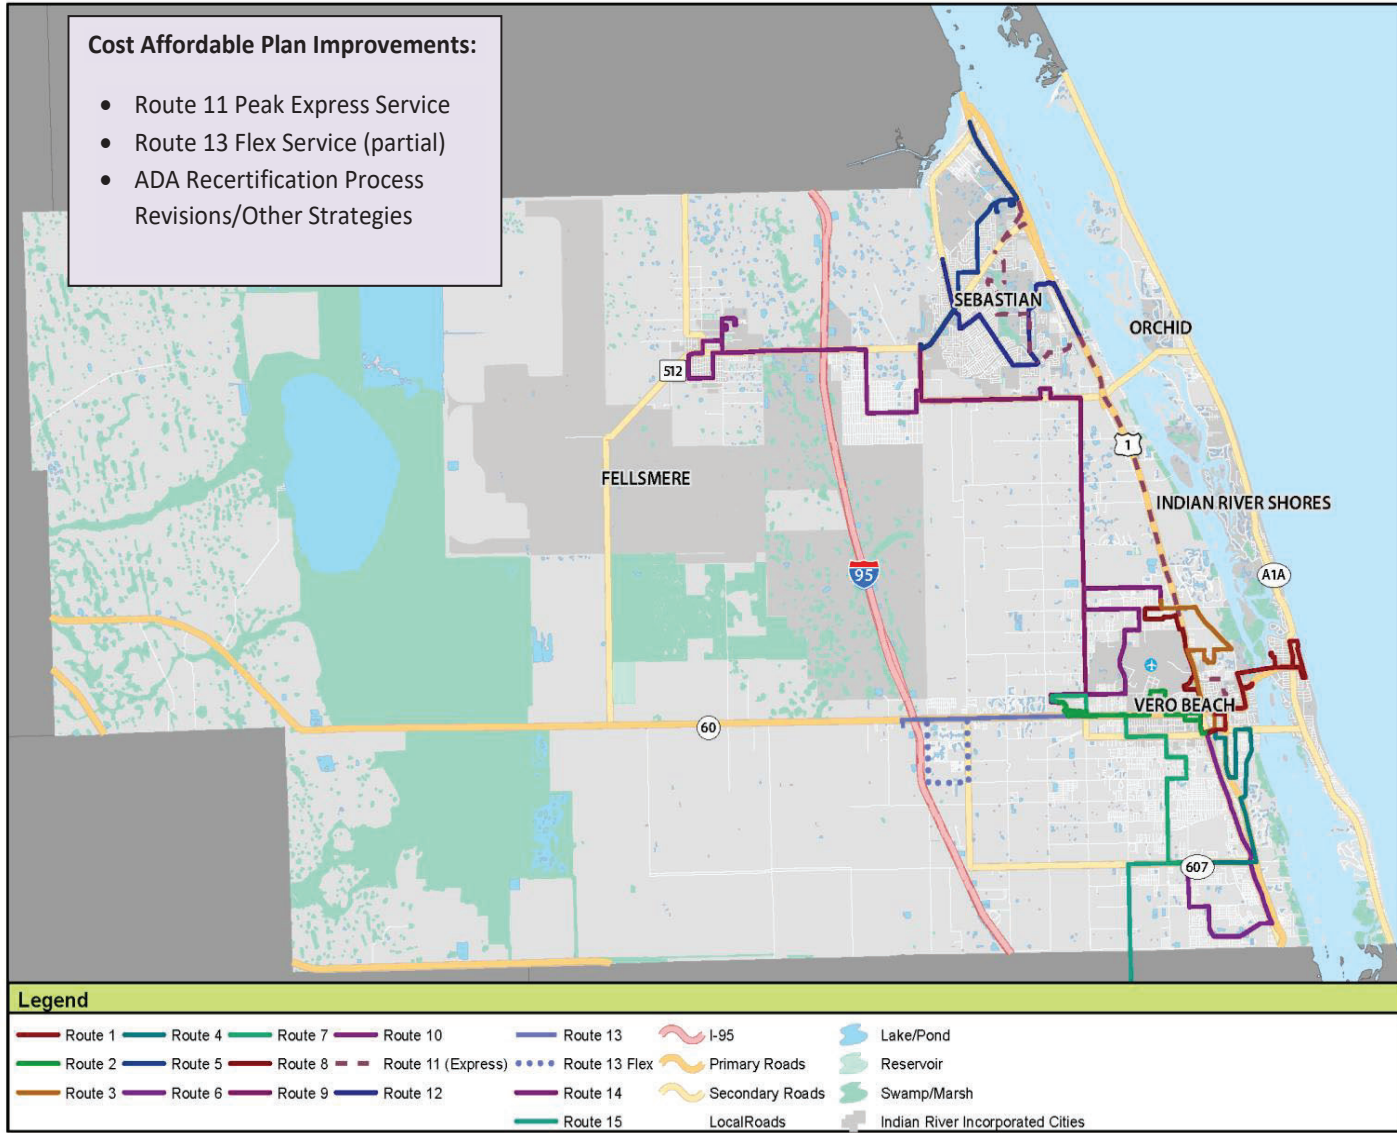 Cost Affordable Plan Improvements:
• Route 11 Peak Express Service
• Route 13 Flex Service (partial)
• ADA Recertification Process
Revisions/Other Strategies
SEBASTIAN
ORCHID
512
1
FELLSMERE
INDIAN RIVER SHORES
95
A1A
VERO BEACH
60
607
Legend
Route 1 Route 4 Route 7 Route 10 Route 13 I-95 Lake/Pond
Route 2 Route 5 Route 8 Route 11 (Express) Route 13 Flex Primary Roads Reservoir
Route 3 Route 6 Route 9 Route 12 Route 14 Secondary Roads Swamp/Marsh
Route 15 LocalRoads Indian River Incorporated Cities